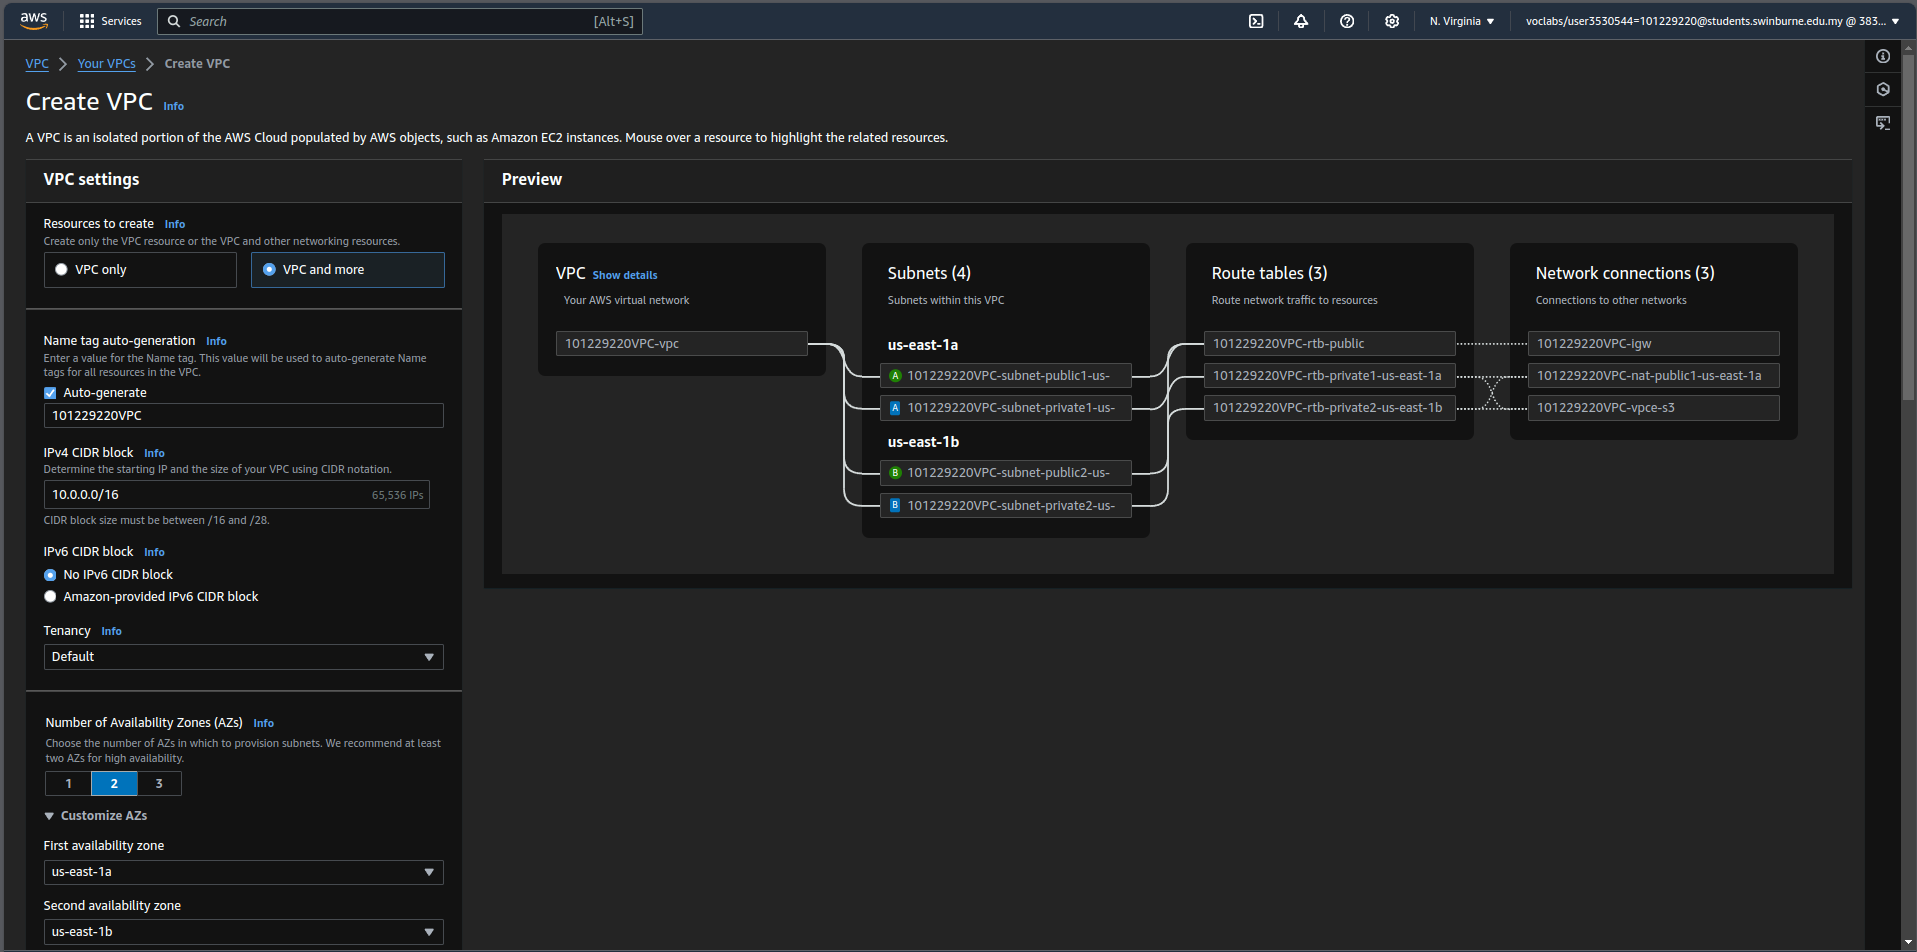 aws
Services
Search
[Alt+S]
N. Virginia
voclabs/user3530544=101229220@students.swinburne.edu.my @ 383...
VPC
Your VPCs
Create VPC
Create VPC Info
A VPC is an isolated portion of the AWS Cloud populated by AWS objects, such as Amazon EC2 instances. Mouse over a resource to highlight the related resources.
VPC settings
Resources to create Info
Create only the VPC resource or the VPC and other networking resources.
VPC only
VPC and more
Name tag auto-generation Info
Enter a value for the Name tag. This value will be used to auto-generate Name
tags for all resources in the VPC.
Auto-generate
101229220VPC
IPv4 CIDR block Info
Determine the starting IP and the size of your VPC using CIDR notation.
10.0.0.0/16
65,536 IPs
CIDR block size must be between /16 and /28.
IPv6 CIDR block Info
No IPv6 CIDR block
Amazon-provided IPv6 CIDR block
Tenancy Info
Default
Number of Availability Zones (AZs) Info
Choose the number of AZs in which to provision subnets. We recommend at least
two AZs for high availability.
1
2
3
Customize AZs
First availability zone
us-east-1a
Second availability zone
us-east-1b
Preview
VPC Show details
Your AWS virtual network
101229220VPC-vpc
Subnets (4)
Subnets within this VPC
us-east-1a
A 101229220VPC-subnet-public1-us-
A 101229220VPC-subnet-private1-us-
us-east-1b
B 101229220VPC-subnet-public2-us-
B 101229220VPC-subnet-private2-us-
Route tables (3)
Route network traffic to resources
101229220VPC-rtb-public
101229220VPC-rtb-private1-us-east-1a
101229220VPC-rtb-private2-us-east-1b
Network connections (3)
Connections to other networks
101229220VPC-igw
101229220VPC-nat-public1-us-east-1a
101229220VPC-vpce-s3